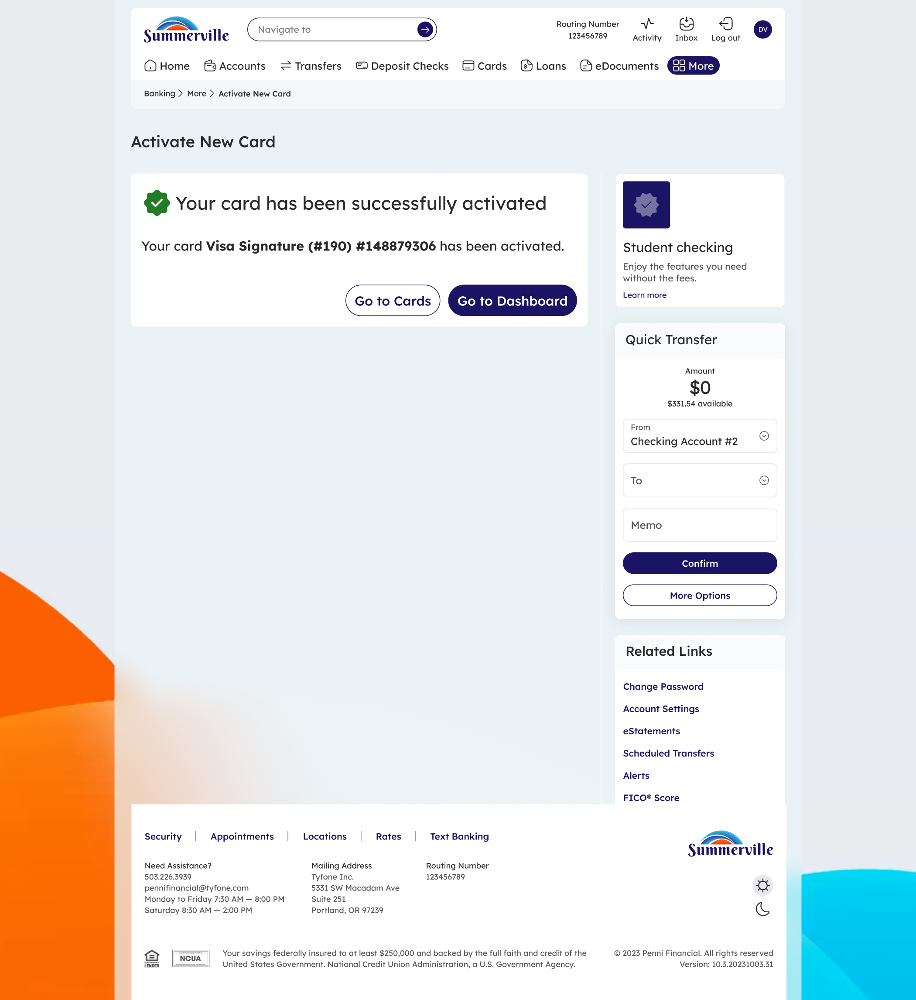 Summerville
Navigate to
Routing Number
123456789
Activity
Inbox
Log out
DV
Home
Accounts
Transfers
Deposit Checks
Cards
Loans
eDocuments
More
Banking
More
Activate New Card
Activate New Card
Your card has been successfully activated
Your card Visa Signature (#190) #148879306 has been activated.
Go to Cards
Go to Dashboard
Student checking
Enjoy the features you need
without the fees.
Learn more
Quick Transfer
Amount
$0
$331.54 available
From
Checking Account #2
To
Memo
Confirm
More Options
Related Links
Change Password
Account Settings
eStatements
Scheduled Transfers
Alerts
FICO® Score
Security
Appointments
Locations
Rates
Text Banking
Summerville
Need Assistance?
503.226.3939
pennifinancial@tyfone.com
Monday to Friday 7:30 AM — 8:00 PM
Saturday 8:30 AM — 2:00 PM
Mailing Address
Tyfone Inc.
5331 SW Macadam Ave
Suite 251
Portland, OR 97239
Routing Number
123456789
EQUAL OPPORTUNITY
LENDER
NCUA
Your savings federally insured to at least $250,000 and backed by the full faith and credit of the
United States Government. National Credit Union Administration, a U.S. Government Agency.
© 2023 Penni Financial. All rights reserved
Version: 10.3.20231003.31